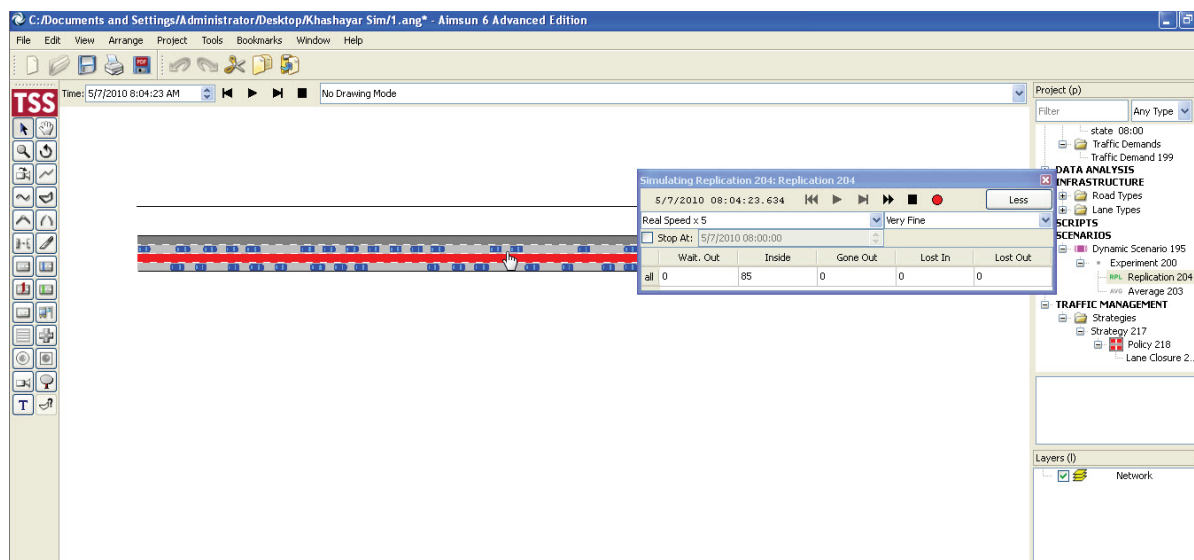 C:/Documents and Settings/Administrator/Desktop/Khashayar Sim/1.ang* - Aimsun 6 Advanced Edition
File Edit View Arrange Project Tools Bookmarks Window Help
TSS
Time: 5/7/2010 8:04:23 AM No Drawing Mode
Simulating Replication 204: Replication 204
5/7/2010 08:04:23.634 Less
Real Speed x 5 Very Fine
Stop At: 5/7/2010 08:00:00
Wait. Out Inside Gone Out Lost In Lost Out
all 0 85 0 0 0
Project (p)
Filter Any Type
state 08:00
Traffic Demands
Traffic Demand 199
DATA ANALYSIS
INFRASTRUCTURE
Road Types
Lane Types
SCRIPTS
SCENARIOS
Dynamic Scenario 195
Experiment 200
RPL Replication 204
AVG Average 203
TRAFFIC MANAGEMENT
Strategies
Strategy 217
Policy 218
Lane Closure 2...
Layers (l)
Network
T